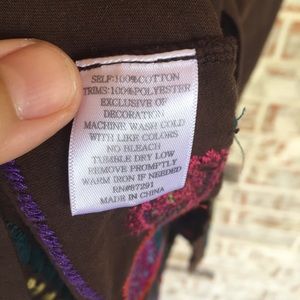 SELF:100%COTTON
TRIMS:100%POLYESTER
EXCLUSIVE OF
DECORATION
MACHINE WASH COLD
WITH LIKE COLORS
NO BLEACH
TUMBLE DRY LOW
REMOVE PROMPTLY
WARM IRON IF NEEDED
RN#87291
MADE IN CHINA